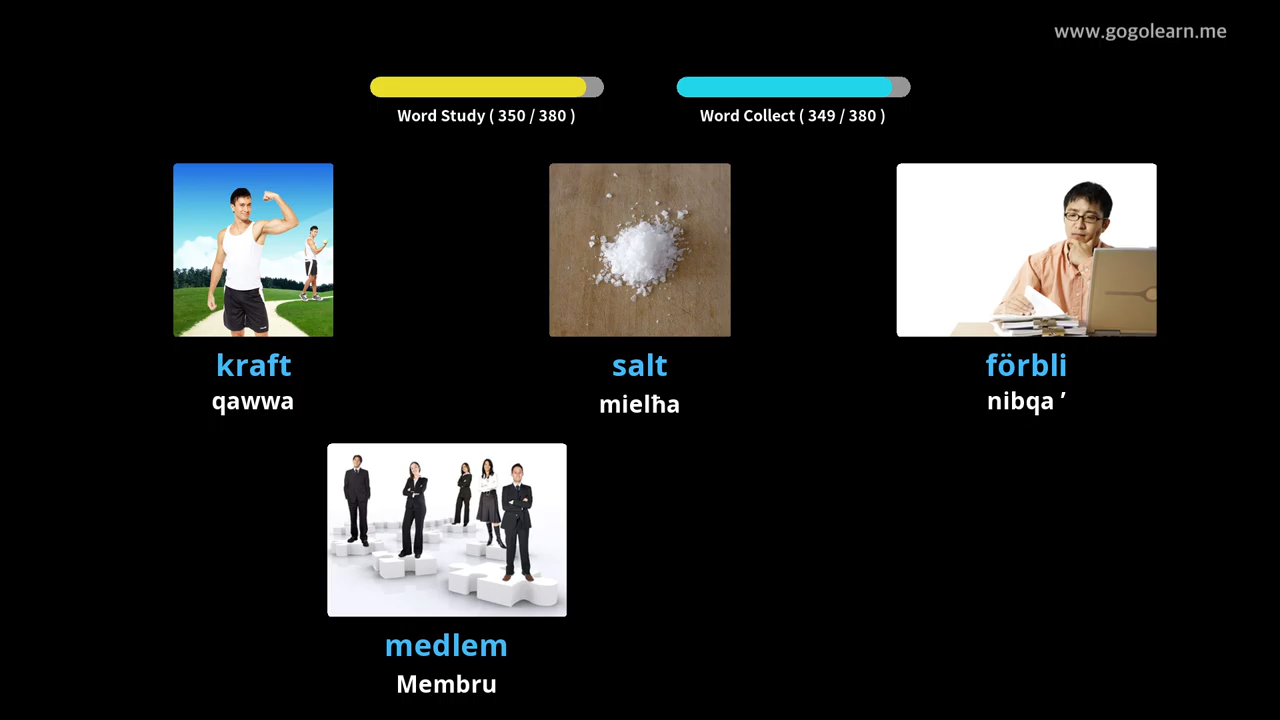 www.gogolearn.me
Word Study ( 350 / 380 )
Word Collect ( 349 / 380 )
kraft
qawwa
salt
mielħa
förbli
nibqa ’
medlem
Membru